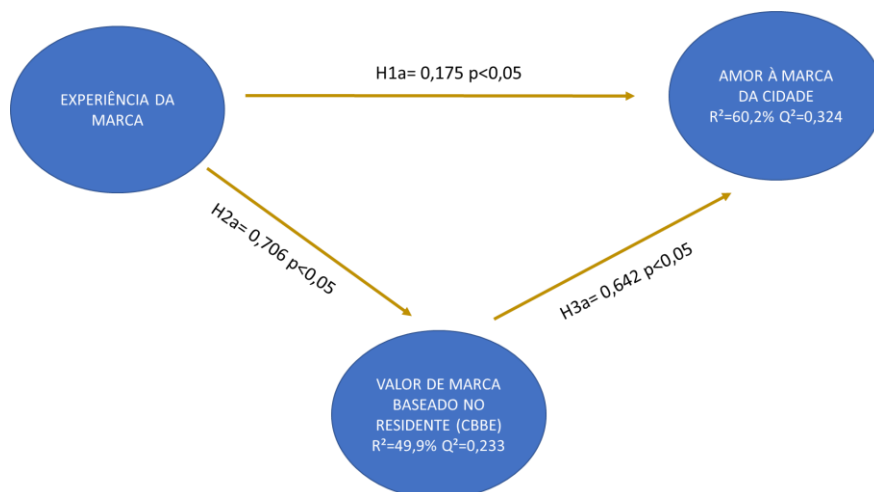 H1a= 0,175 p<0,05
EXPERIÊNCIA DA
MARCA
AMOR À MARCA
DA CIDADE
R²=60,2% Q²=0,324
H2a= 0,706 p<0,05
H3a= 0,642 p<0,05
VALOR DE MARCA
BASEADO NO
RESIDENTE (CBBE)
R²=49,9% Q²=0,233